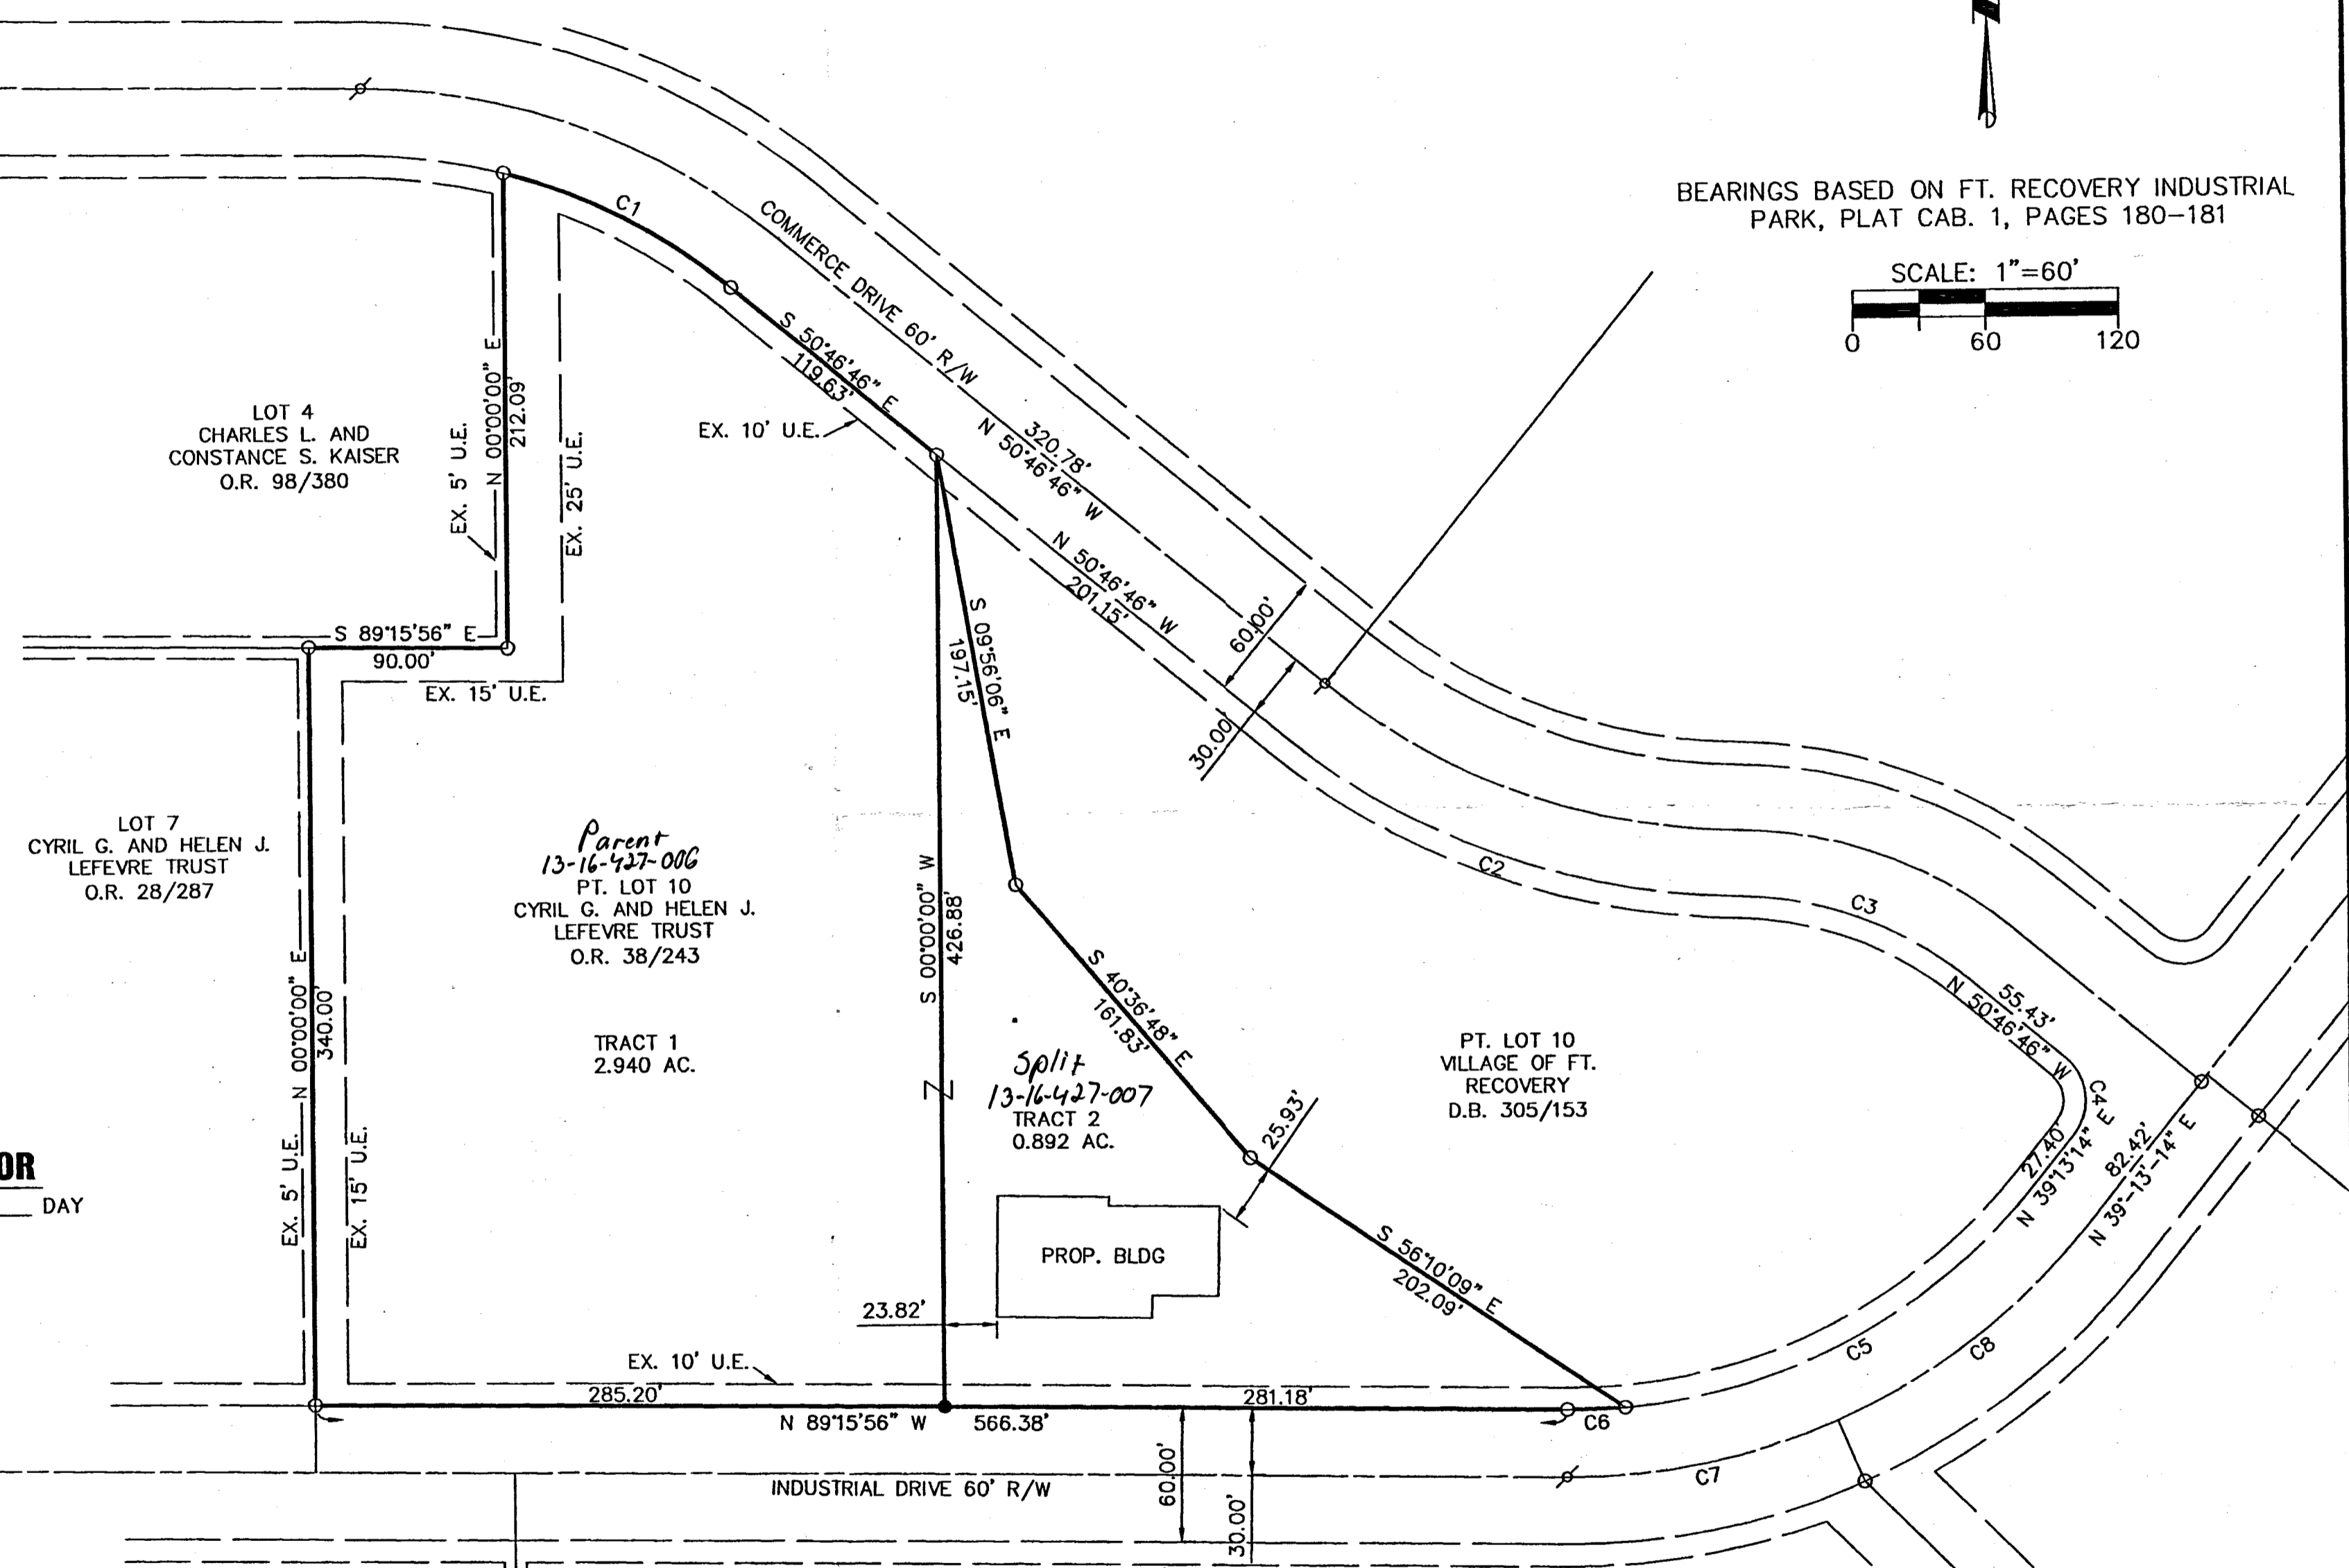 BEARINGS BASED ON FT. RECOVERY INDUSTRIAL
PARK, PLAT CAB. 1, PAGES 180-181
SCALE: 1"=60'
0 60 120
C1
COMMERCE DRIVE 60' R/W
S 50°46'46" E
119.63'
EX. 10' U.E.
320.78'
N 50°46'46" W
N 50°46'46" W
201.15'
60.00'
30.00
LOT 4
CHARLES L. AND
CONSTANCE S. KAISER
O.R. 98/380
EX. 5' U.E.
N 00°00'00" E
212.09'
EX. 25' U.E.
S 89°15'56" E
90.00'
EX. 15' U.E.
S 09°56'06" E
197.15'
LOT 7
CYRIL G. AND HELEN J.
LEFEVRE TRUST
O.R. 28/287
Parent
13-16-427-006
PT. LOT 10
CYRIL G. AND HELEN J.
LEFEVRE TRUST
O.R. 38/243
TRACT 1
2.940 AC.
N 00°00'00" E
340.00'
EX. 5' U.E.
EX. 15' U.E.
S 00°00'00" W
426.88'
Z
S 40°36'48" E
161.83'
Split
13-16-427-007
TRACT 2
0.892 AC.
25.93'
PROP. BLDG
23.82'
S 56°10'09" E
202.09'
PT. LOT 10
VILLAGE OF FT.
RECOVERY
D.B. 305/153
C2
C3
55.43'
N 50°46'46" W
C4
27.40'
N 39°13'14" E
82.42'
N 39°-13'-14" E
C5
C8
OR
DAY
EX. 10' U.E.
285.20'
281.18'
N 89°15'56" W 566.38'
C6
C7
INDUSTRIAL DRIVE 60' R/W
60.00'
30.00'